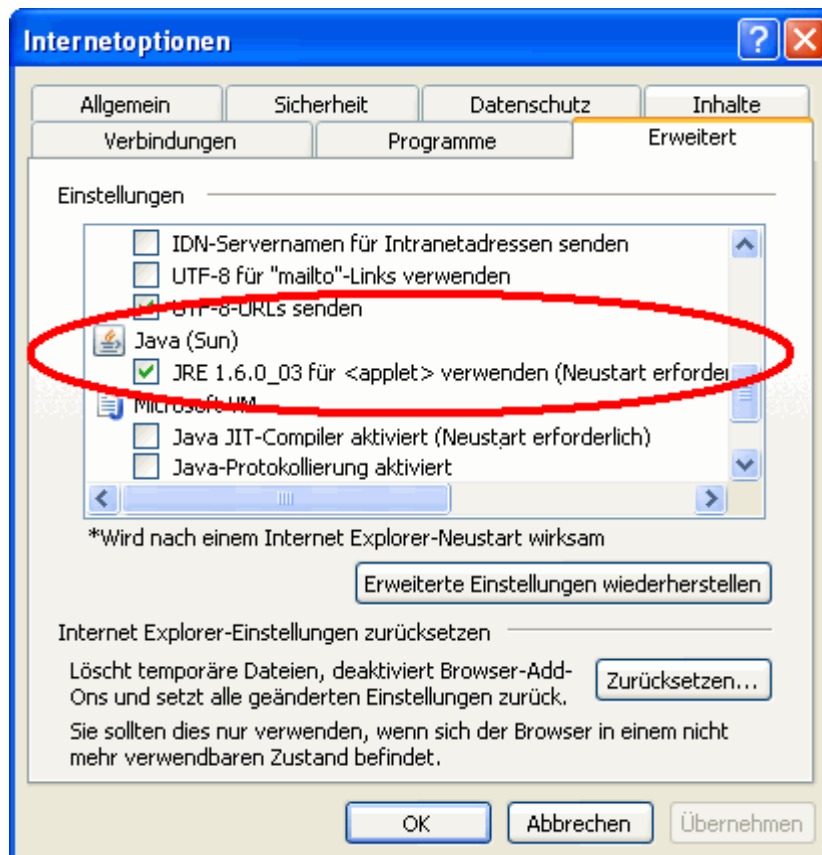 Internetoptionen
Allgemein Sicherheit Datenschutz Inhalte
Verbindungen Programme Erweitert
Einstellungen
IDN-Servernamen für Intranetadressen senden
UTF-8 für "mailto"-Links verwenden
UTF-8-URLs senden
Java (Sun)
JRE 1.6.0_03 für <applet> verwenden (Neustart erforder
Microsoft VM
Java JIT-Compiler aktiviert (Neustart erforderlich)
Java-Protokollierung aktiviert
*Wird nach einem Internet Explorer-Neustart wirksam
Erweiterte Einstellungen wiederherstellen
Internet Explorer-Einstellungen zurücksetzen
Löscht temporäre Dateien, deaktiviert Browser-Add-
Ons und setzt alle geänderten Einstellungen zurück.
Zurücksetzen...
Sie sollten dies nur verwenden, wenn sich der Browser in einem nicht
mehr verwendbaren Zustand befindet.
OK Abbrechen Übernehmen